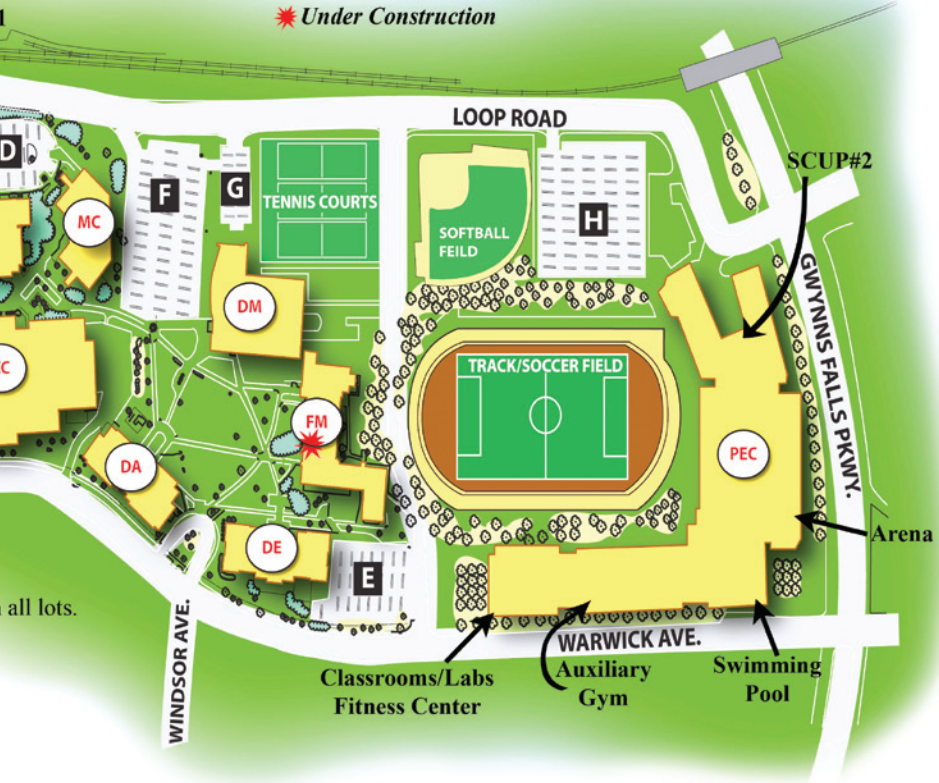 1
Under Construction
LOOP ROAD
D
SCUP#2
F
G
TENNIS COURTS
H
MC
SOFTBALL
FEILD
GWYNNS FALLS PKWY.
DM
TRACK/SOCCER FIELD
C
FM
PEC
DA
Arena
DE
E
all lots.
WINDSOR AVE.
WARWICK AVE.
Classrooms/Labs
Fitness Center
Auxiliary
Gym
Swimming
Pool